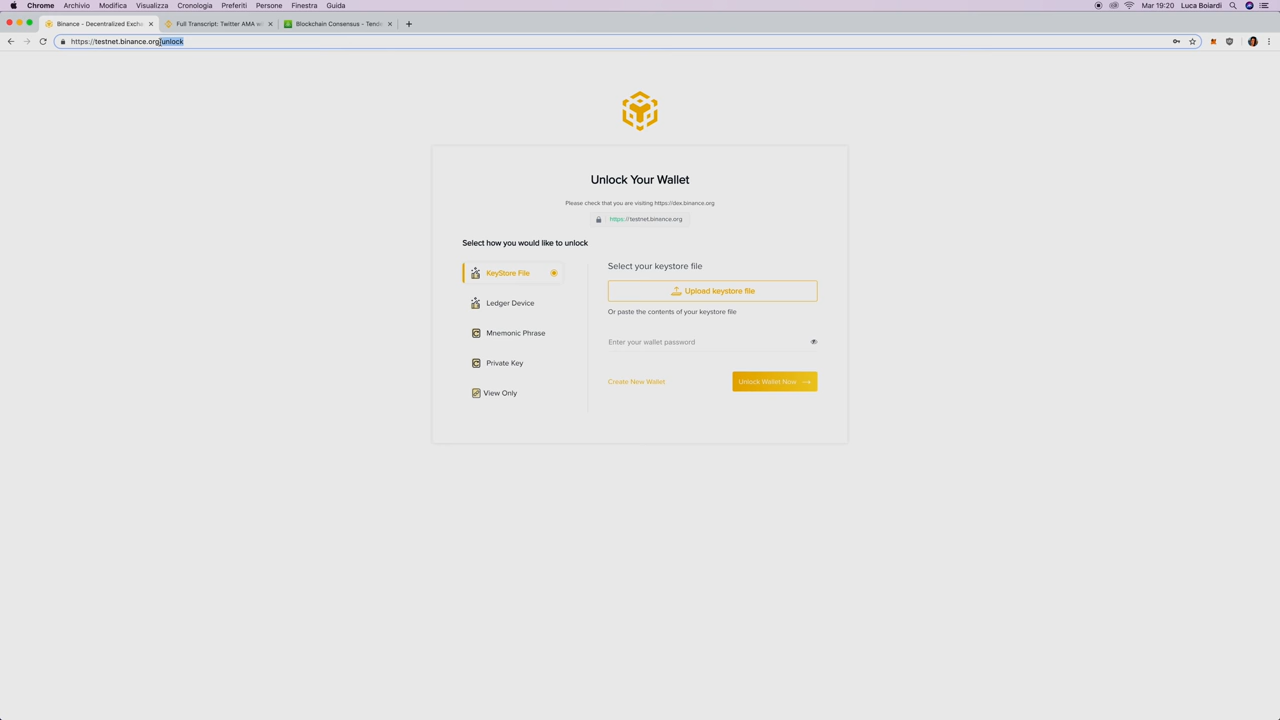 Chrome Archivio Modifica Visualizza Cronologia Preferiti Persone Finestra Guida Mar 19:20 Luca Boiardi
Binance - Decentralized Excha Full Transcript: Twitter AMA w Blockchain Consensus - Tende
https://testnet.binance.org/unlock
Unlock Your Wallet
Please check that you are visiting https://dex.binance.org
https://testnet.binance.org
Select how you would like to unlock
KeyStore File
Ledger Device
Mnemonic Phrase
Private Key
View Only
Select your keystore file
Upload keystore file
Or paste the contents of your keystore file
Enter your wallet password
Create New Wallet
Unlock Wallet Now